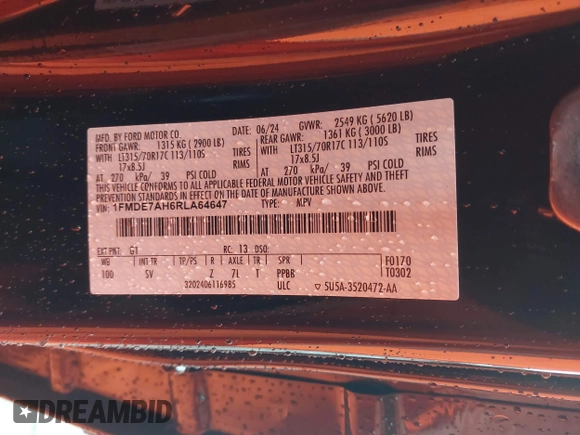 MFD. BY FORD MOTOR CO.
DATE: 06/24 GVWR: 2549 KG ( 5620 LB)
FRONT GAWR: 1315 KG ( 2900 LB) REAR GAWR: 1361 KG ( 3000 LB)
WITH LT315/70R17C 113/110S TIRES WITH LT315/70R17C 113/110S TIRES
17x8.5J RIMS 17x8.5J RIMS
AT 270 kPa/ 39 PSI COLD AT 270 kPa/ 39 PSI COLD
THIS VEHICLE CONFORMS TO ALL APPLICABLE FEDERAL MOTOR VEHICLE SAFETY, BUMPER, AND THEFT
PREVENTION STANDARDS IN EFFECT ON THE DATE OF MANUFACTURE SHOWN ABOVE.
VIN: 1FMDE7AH6RLA64647 TYPE: MPV
EXT PNT: G1 RC: 13 DSO:
WB INT TR TP/PS R AXLE TR SPR F0170
100 SV Z 7L T PPBB T0302
3202406116985 ULC SU5A-3520472-AA
DREAMBID